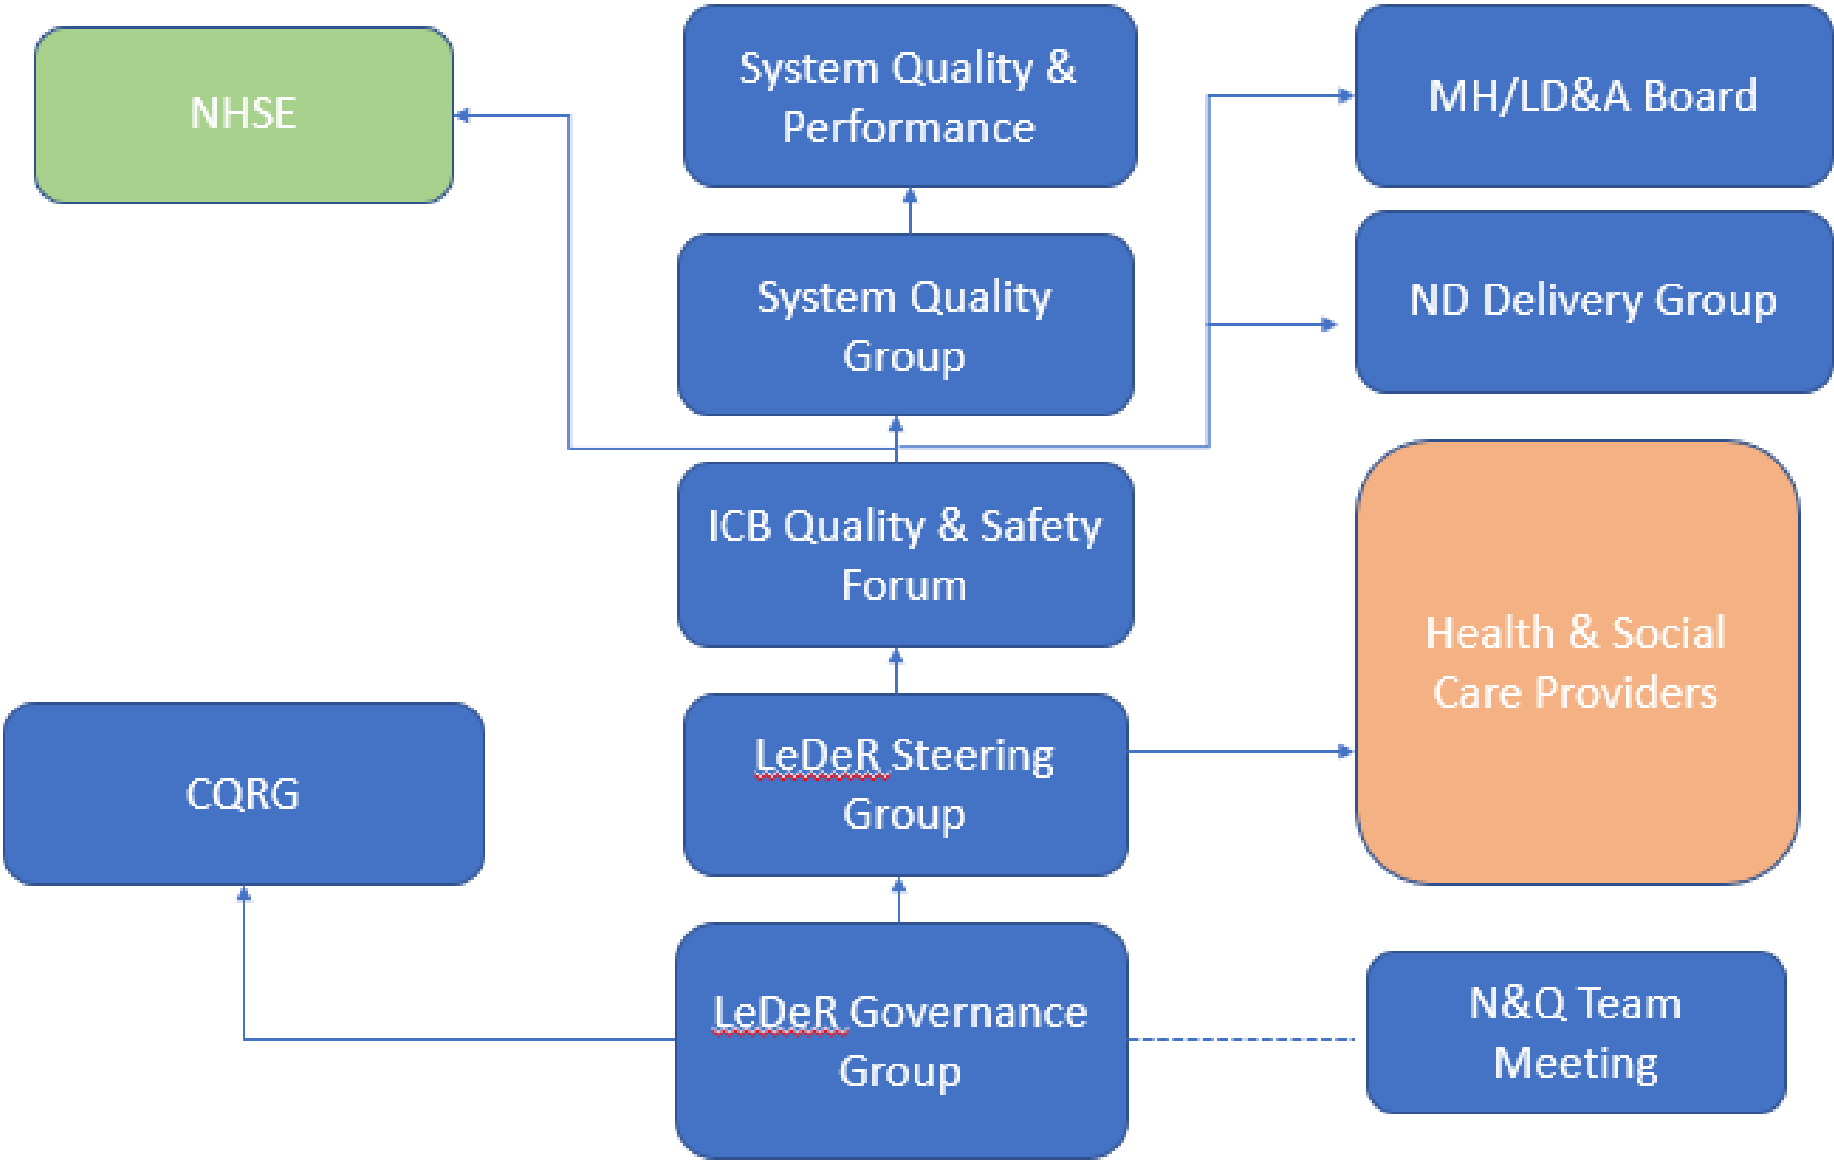 NHSE
System Quality &
Performance
MH/LD&A Board
System Quality
Group
ND Delivery Group
ICB Quality & Safety
Forum
Health & Social
Care Providers
CQRG
LeDeR Steering
Group
LeDeR Governance
Group
N&Q Team
Meeting